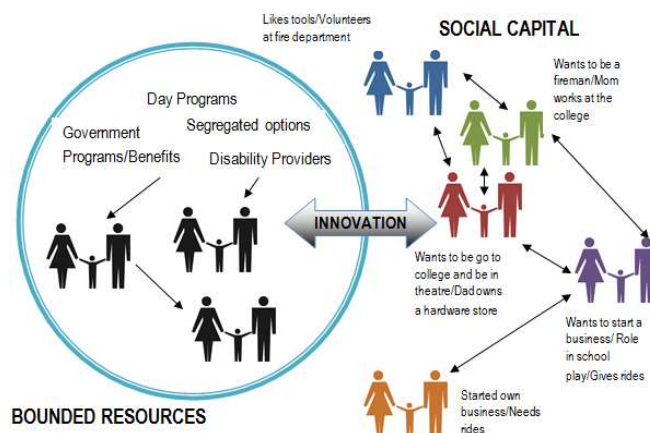 Likes tools/Volunteers
at fire department
SOCIAL CAPITAL
Wants to be a
fireman/Mom
works at the
college
Day Programs
Segregated options
Government
Programs/Benefits
Disability Providers
INNOVATION
Wants to be go to
college and be in
theatre/Dad owns
a hardware store
Wants to start a
business/ Role
in school
play/Gives rides
Started own
business/Needs
rides
BOUNDED RESOURCES